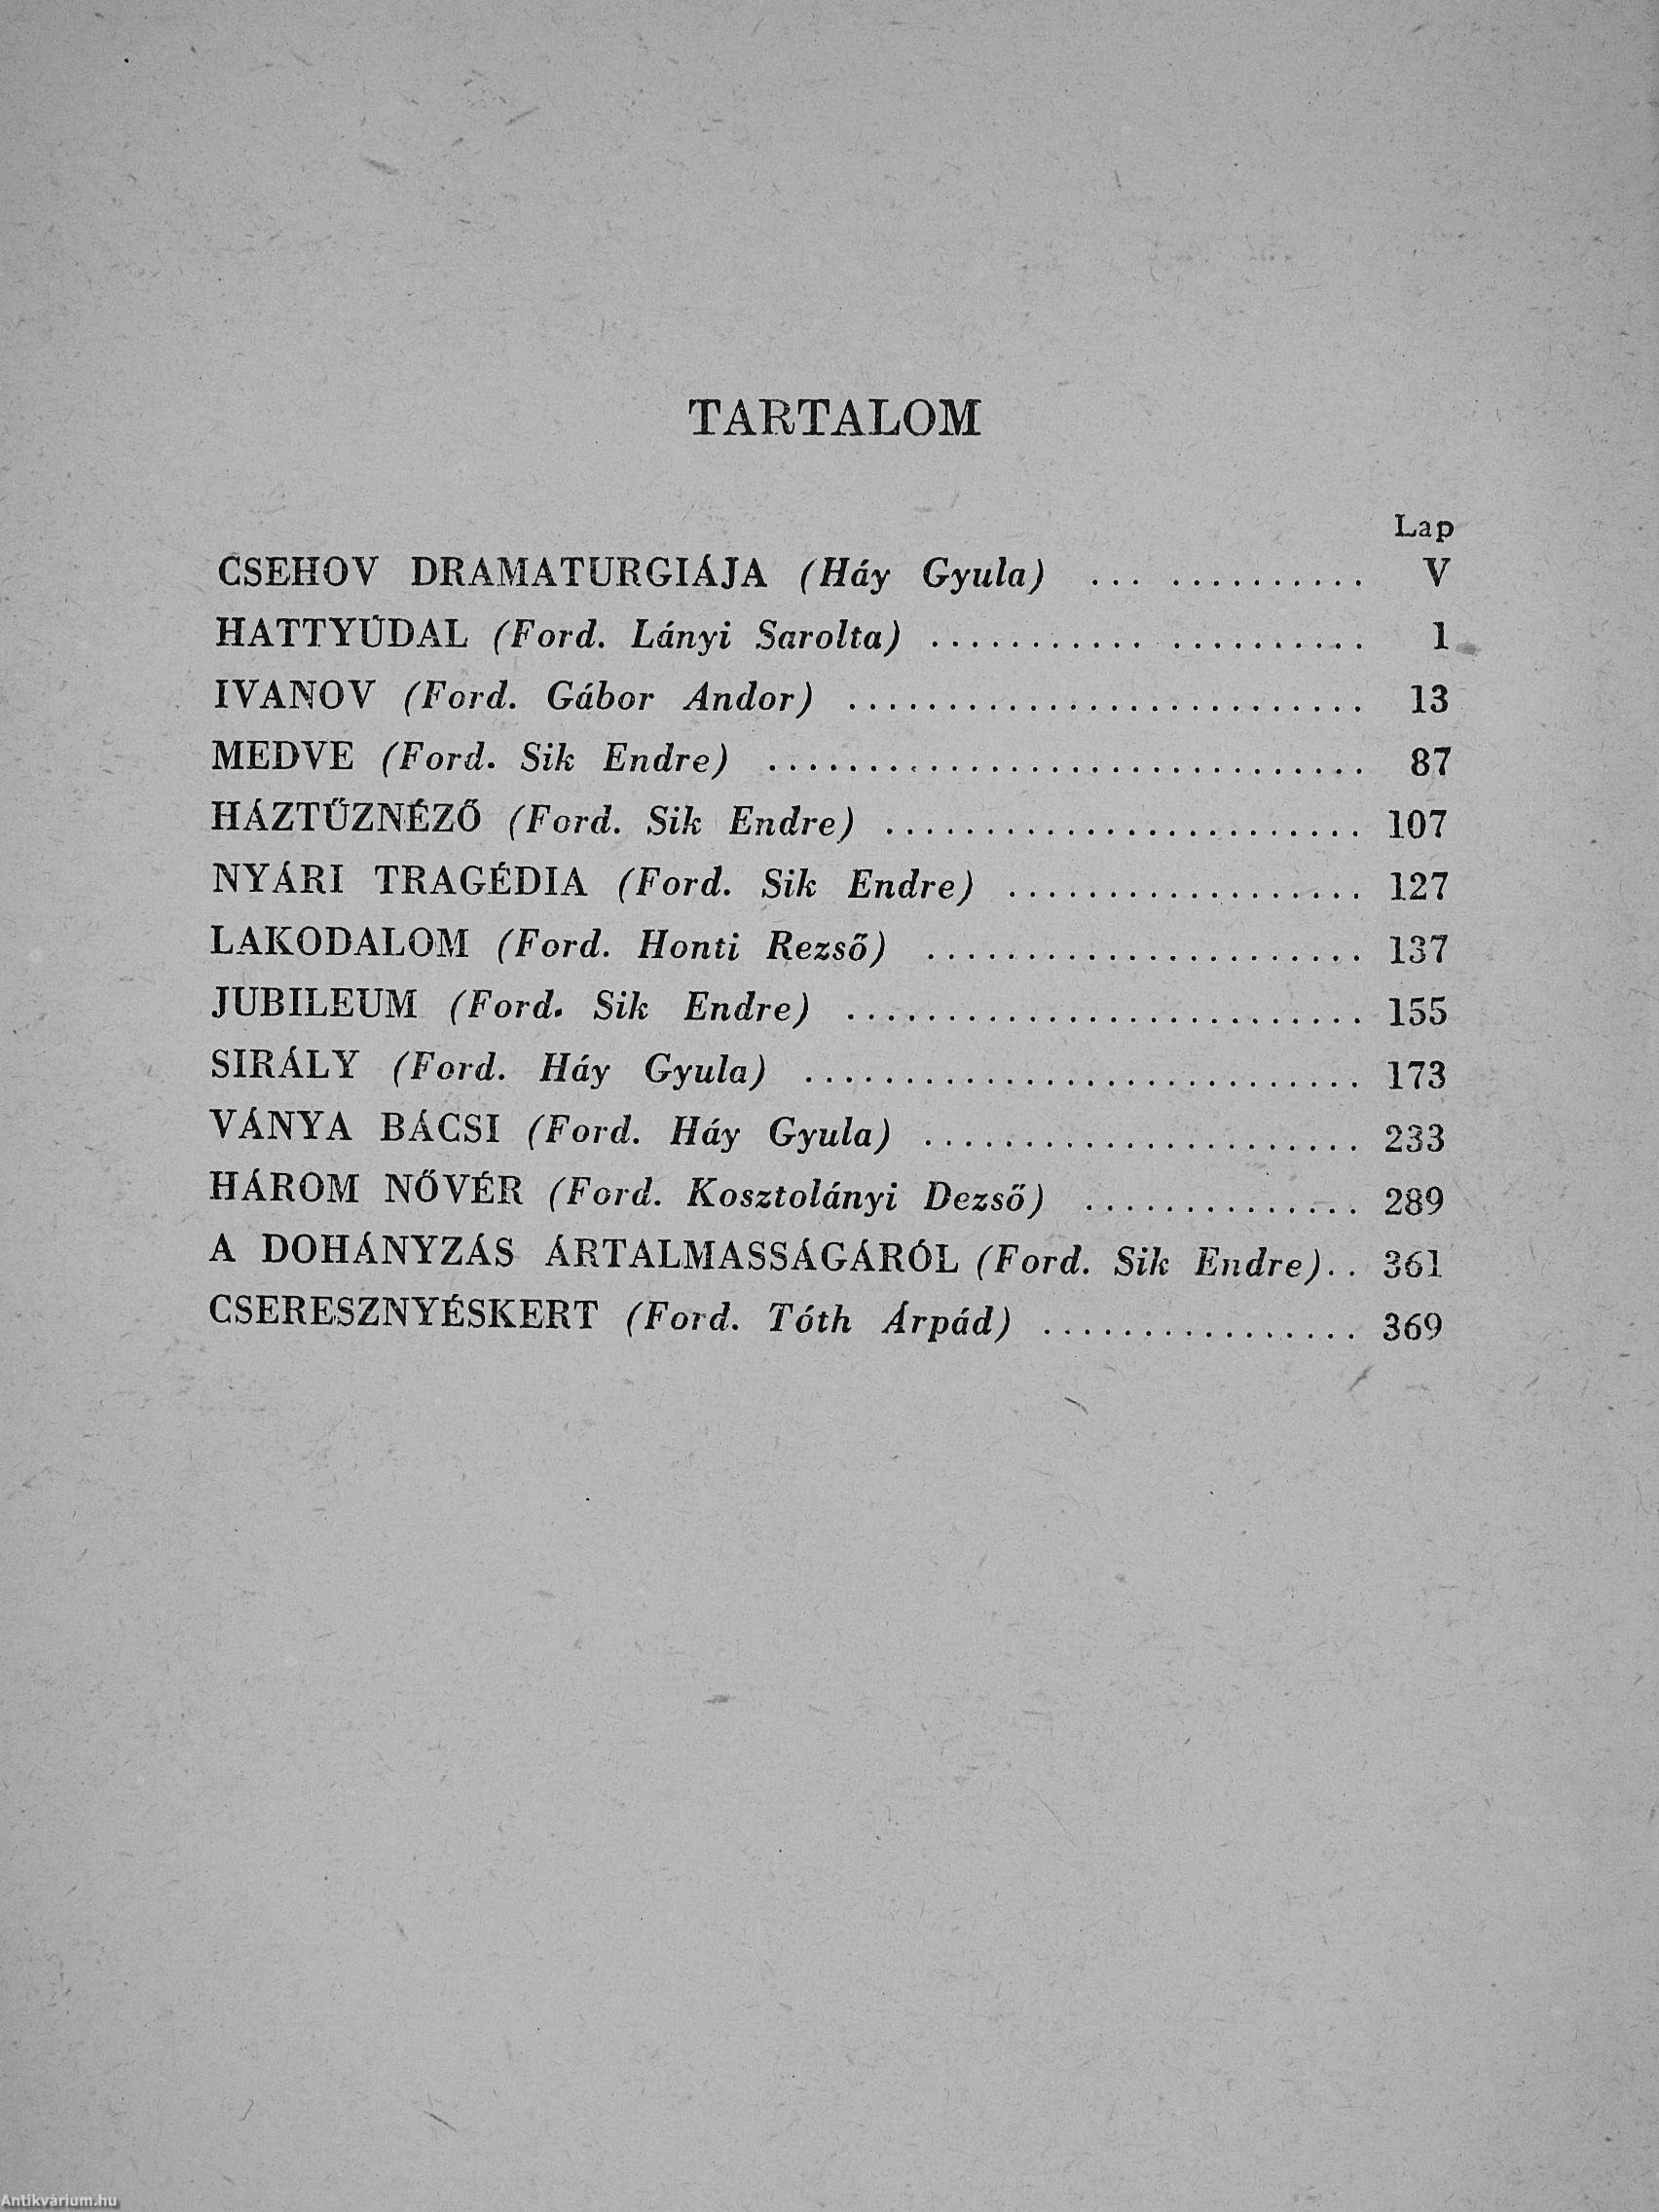 TARTALOM
Lap
CSEHOV DRAMATURGIÁJA (Háy Gyula) ... .......... V
HATTYÚDAL (Ford. Lányi Sarolta) ........... .......... 1
IVANOV (Ford. Gábor Andor) .......................... 13
MEDVE (Ford. Sik Endre) .............................. 87
HÁZTŰZNÉZŐ (Ford. Sik Endre) ........................ 107
NYÁRI TRAGÉDIA (Ford. Sik Endre) .................. 127
LAKODALOM (Ford. Honti Rezső) ...................... 137
JUBILEUM (Ford. Sik Endre) .......................... 155
SIRÁLY (Ford. Háy Gyula) ............................ 173
VÁNYA BÁCSI (Ford. Háy Gyula) ...................... 233
HÁROM NŐVÉR (Ford. Kosztolányi Dezső) .............. 289
A DOHÁNYZÁS ÁRTALMASSÁGÁRÓL (Ford. Sik Endre).. 361
CSERESZNYÉSKERT (Ford. Tóth Árpád) ................ 369
Antikvárium.hu